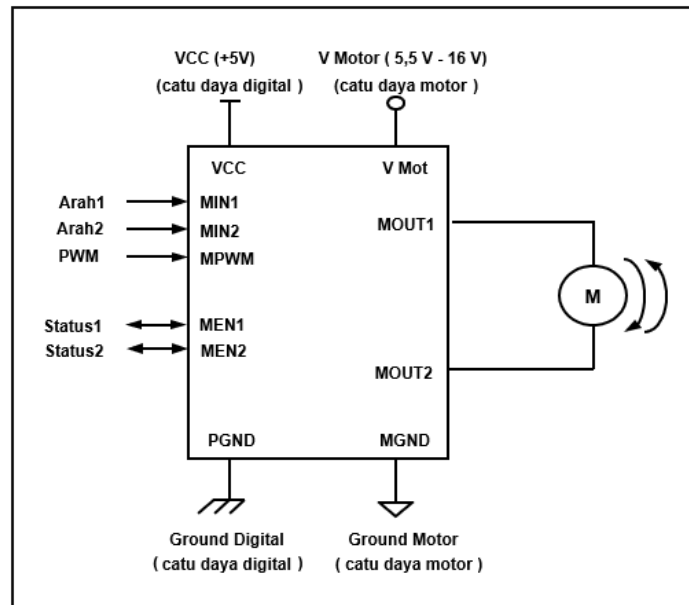 VCC (+5V)
(catu daya digital )
V Motor ( 5,5 V - 16 V)
(catu daya motor )
VCC
V Mot
Arah1
MIN1
Arah2
MIN2
PWM
MPWM
MOUT1
M
Status1
MEN1
Status2
MEN2
MOUT2
PGND
MGND
Ground Digital
( catu daya digital )
Ground Motor
( catu daya motor )